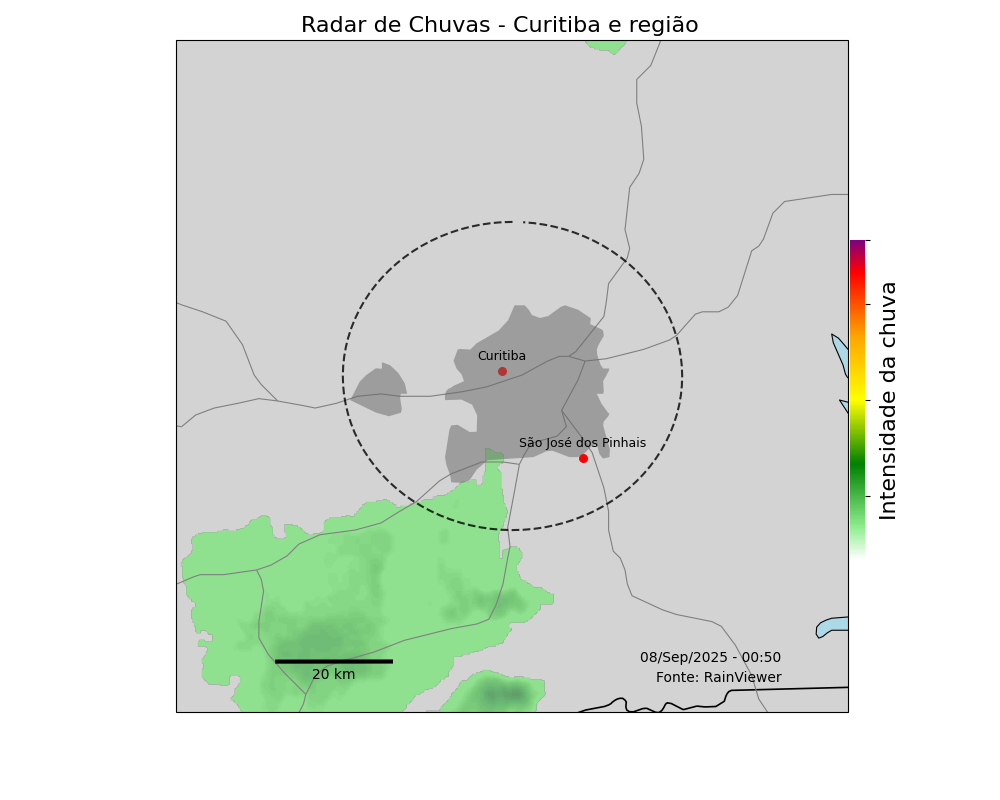 Radar de Chuvas - Curitiba e região
Curitiba
São José dos Pinhais
Intensidade da chuva
08/Sep/2025 - 00:50
Fonte: RainViewer
20 km